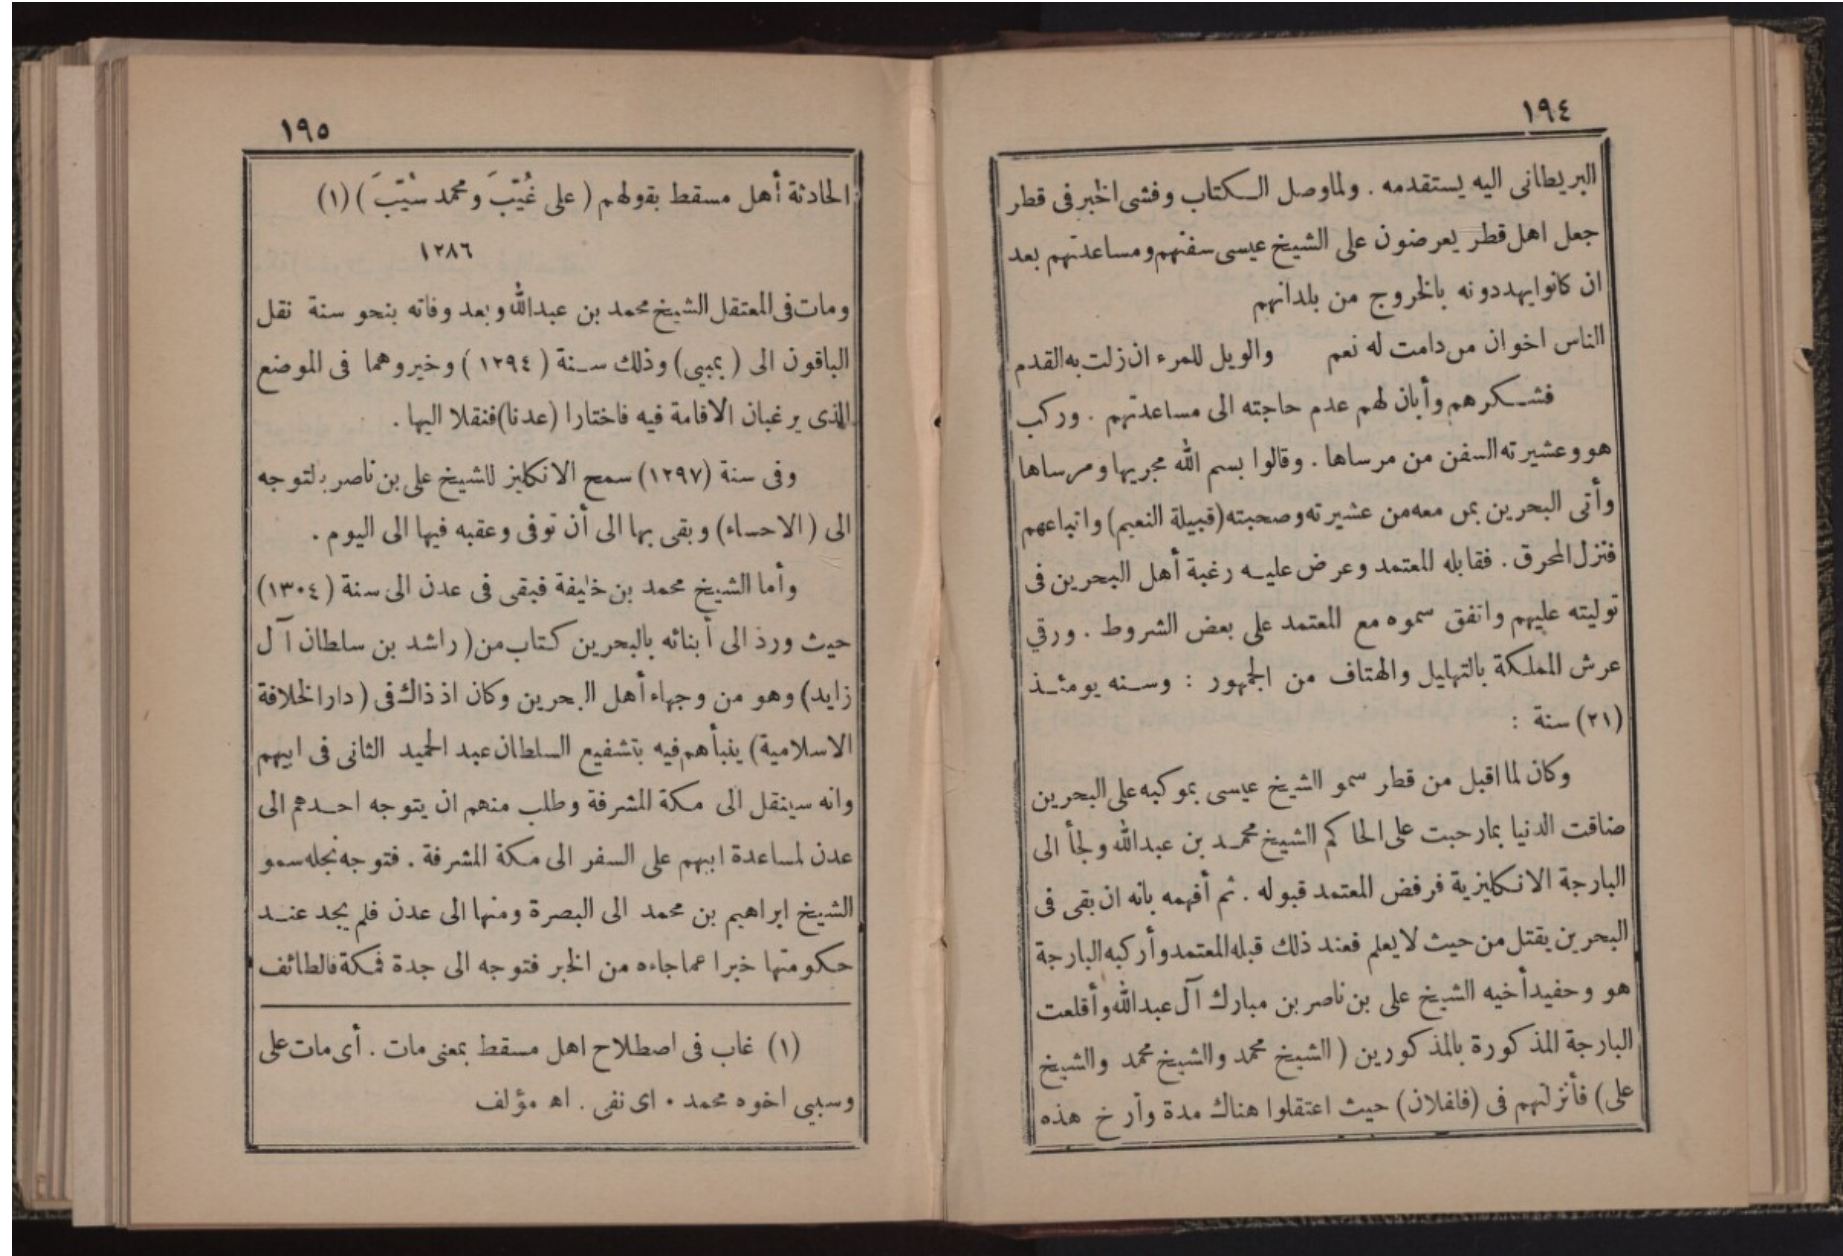 ١٩٤
البريطانى اليه يستقدمه . ولما وصل الكتاب وفشى الخبر فى قطر
جعل اهل قطر يعرضون على الشيخ عيسى سفنهم ومساعدتهم بعد
ان كانوا يهددونه بالخروج من بلدانهم
الناس اخوان من دامت له نعم والويل للمرء ان زلت به القدم
فشكرهم وأبان لهم عدم حاجته الى مساعدتهم . وركب
هو وعشيرته السفن من مرساها . وقالوا بسم الله مجريها ومرساها
وأتى البحرين بمن معه من عشيرته وصحبته (قبيلة النعيم) واتباعهم
فنزل المحرق . فقابله المعتمد وعرض عليه رغبة أهل البحرين فى
توليته عليهم واتفق سموه مع المعتمد على بعض الشروط . ورقي
عرش المملكة بالتهليل والهتاف من الجمهور : وسنه يومئذ
(٢١) سنة :
وكان لما اقبل من قطر سمو الشيخ عيسى بموكبه على البحرين
ضاقت الدنيا بما رحبت على الحاكم الشيخ محمد بن عبدالله ولجأ الى
البارجة الانكليزية فرفض المعتمد قبوله . ثم أفهمه بانه ان بقى فى
البحرين يقتل من حيث لا يعلم فعند ذلك قبله المعتمد وأركبه البارجة
هو وحفيد أخيه الشيخ على بن ناصر بن مبارك آل عبدالله وأقلعت
البارجة المذكورة بالمذكورين ( الشيخ محمد والشيخ محمد والشيخ
على) فأنزلتهم فى (فلفلان) حيث اعتقلوا هناك مدة وأرخ هذه
١٩٥
الحادثة أهل مسقط بقولهم ( على غُيّبَ ومحمد سْيّبَ ) (١)
١٢٨٦
ومات فى المعتقل الشيخ محمد بن عبدالله وبعد وفاته بنحو سنة نقل
الباقون الى ( بمبي) وذلك سنة ( ١٢٩٤ ) وخيروهما فى الموضع
الذى يرغبان الاقامة فيه فاختارا (عدنا) فنقلا اليها .
وفى سنة (١٢٩٧) سمح الانكليز للشيخ على بن ناصر بالتوجه
الى ( الاحساء) وبقى بها الى أن توفى وعقبه فيها الى اليوم .
وأما الشيخ محمد بن خليفة فبقى فى عدن الى سنة (١٣٠٤)
حيث ورد الى أبنائه بالبحرين كتاب من ( راشد بن سلطان آل
زايد) وهو من وجهاء أهل البحرين وكان اذ ذاك فى ( دار الخلافة
الاسلامية) ينبأهم فيه بتشفيع السلطان عبد الحميد الثانى فى ابيهم
وانه سينقل الى مكة المشرفة وطلب منهم ان يتوجه احدهم الى
عدن لمساعدة ابيهم على السفر الى مكة المشرفة . فتوجه نجله سمو
الشيخ ابراهيم بن محمد الى البصرة ومنها الى عدن فلم يجد عند
حكومتها خبرا عما جاءه من الخبر فتوجه الى جدة فمكة فالطائف
(١) غاب فى اصطلاح اهل مسقط بمعنى مات . أى مات على
وسيبي اخوه محمد . اى نفى . اه مؤلف